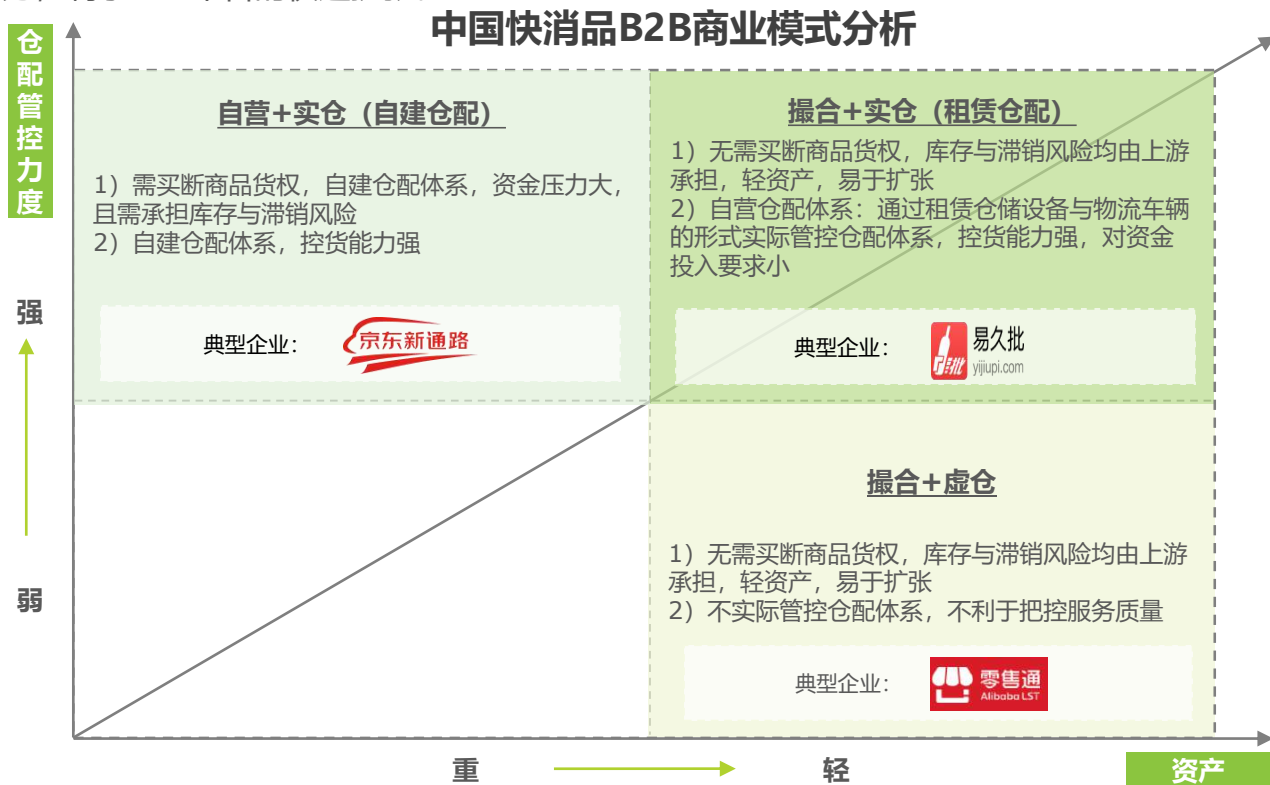 中国快消品B2B商业模式分析
仓配管控力度
强
弱
自营+实仓（自建仓配）
1）需买断商品货权，自建仓配体系，资金压力大，
且需承担库存与滞销风险
2）自建仓配体系，控货能力强
典型企业：
京东新通路
撮合+实仓（租赁仓配）
1）无需买断商品货权，库存与滞销风险均由上游
承担，轻资产，易于扩张
2）自营仓配体系：通过租赁仓储设备与物流车辆
的形式实际管控仓配体系，控货能力强，对资金
投入要求小
典型企业：
易久批
yijiupi.com
撮合+虚仓
1）无需买断商品货权，库存与滞销风险均由上游
承担，轻资产，易于扩张
2）不实际管控仓配体系，不利于把控服务质量
典型企业：
零售通
Alibaba LST
重
轻
资产